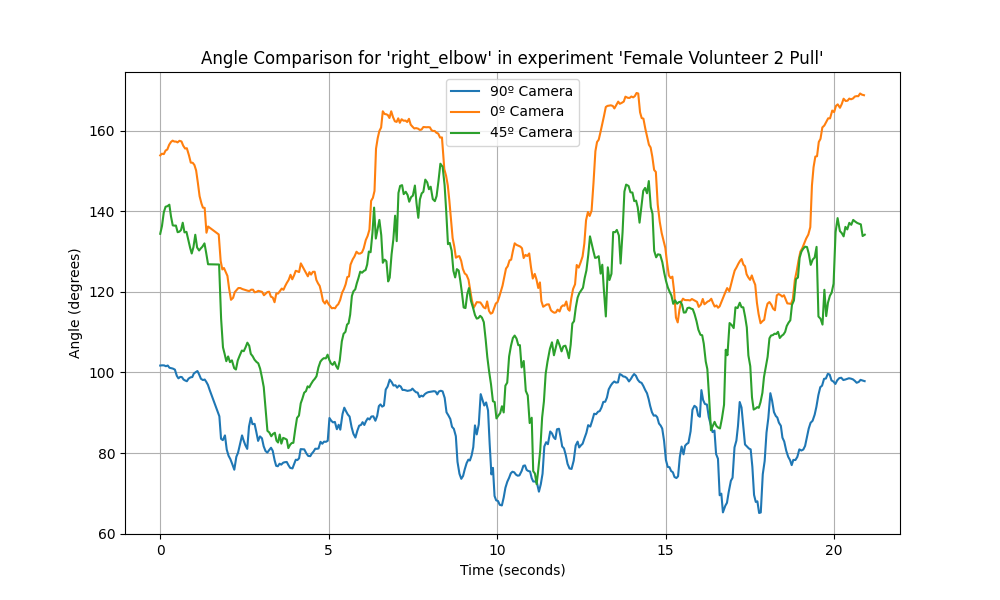 Angle Comparison for 'right_elbow' in experiment 'Female Volunteer 2 Pull'
90º Camera
0º Camera
45º Camera
Angle (degrees)
160
140
120
100
80
60
0
5
10
15
20
Time (seconds)